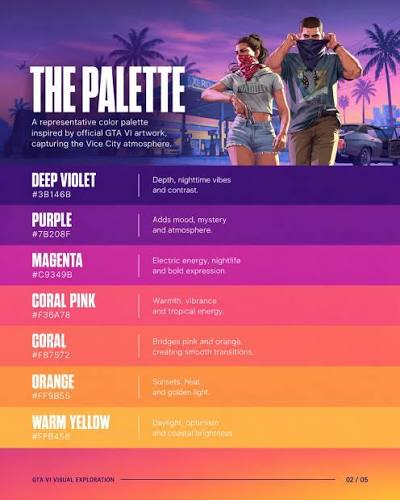 THE PALETTE
A representative color palette
inspired by official GTA VI artwork,
capturing the Vice City atmosphere.
DEEP VIOLET
#3B146B
Depth, nighttime vibes
and contrast.
PURPLE
#7B208F
Adds mood, mystery
and atmosphere.
MAGENTA
#C9349B
Electric energy, nightlife
and bold expression.
CORAL PINK
#F36A78
Warmth, vibrance
and tropical energy.
CORAL
#FB7572
Bridges pink and orange,
creating smooth transitions.
ORANGE
#FF9B55
Sunsets, heat
and golden light.
WARM YELLOW
Daylight, optimism
and coastal brightness.
GTA VI VISUAL EXPLORATION
02 / 05